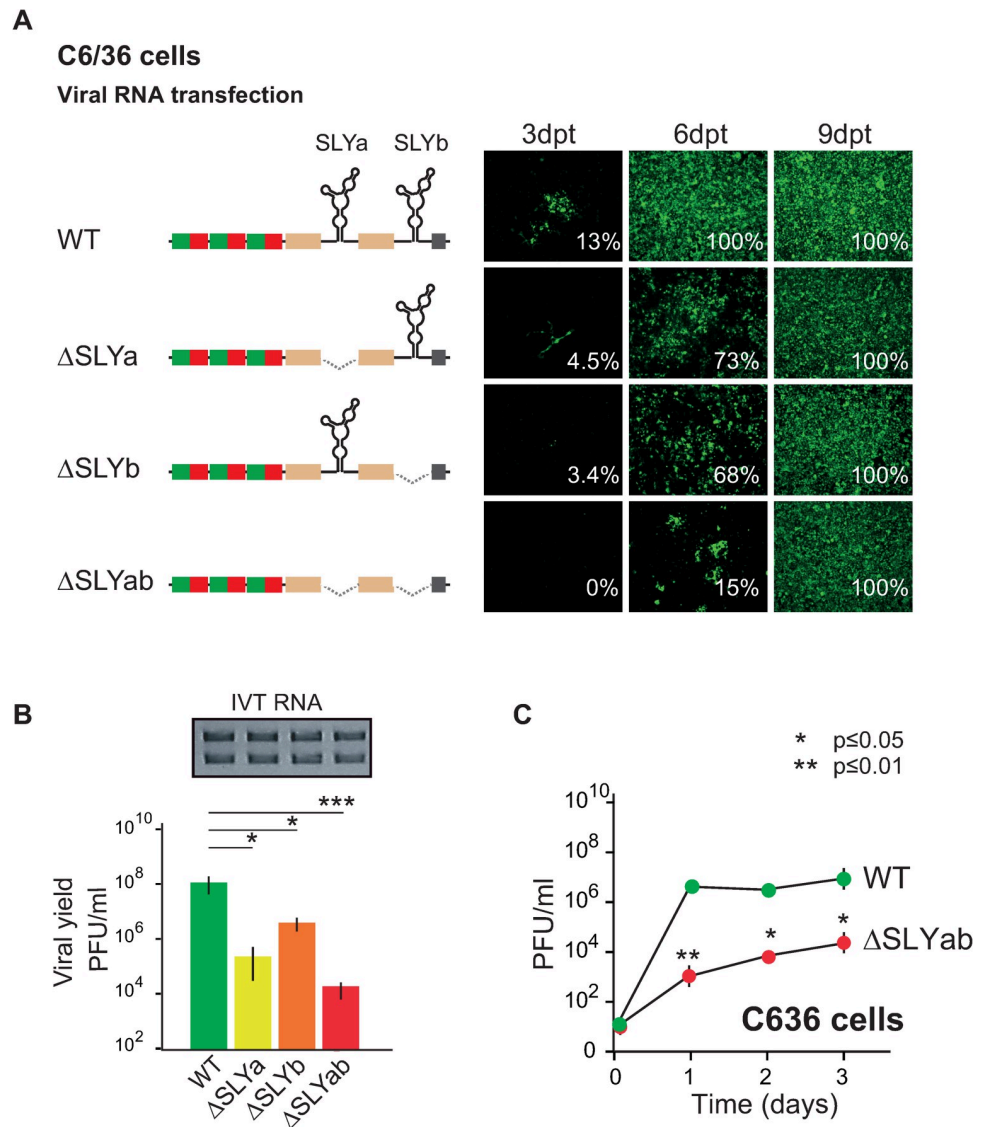 A
C6/36 cells
Viral RNA transfection
SLYa SLYb
3dpt 6dpt 9dpt
WT
13% 100% 100%
ΔSLYa
4.5% 73% 100%
ΔSLYb
3.4% 68% 100%
ΔSLYab
0% 15% 100%
B
IVT RNA
***
*
*
Viral yield
PFU/ml
10^10
10^8
10^6
10^4
10^2
WT ΔSLYa ΔSLYb ΔSLYab
C
* p≤0.05
** p≤0.01
PFU/ml
10^10
10^8
10^6
10^4
10^2
0
WT
ΔSLYab
** * *
C636 cells
0 1 2 3
Time (days)